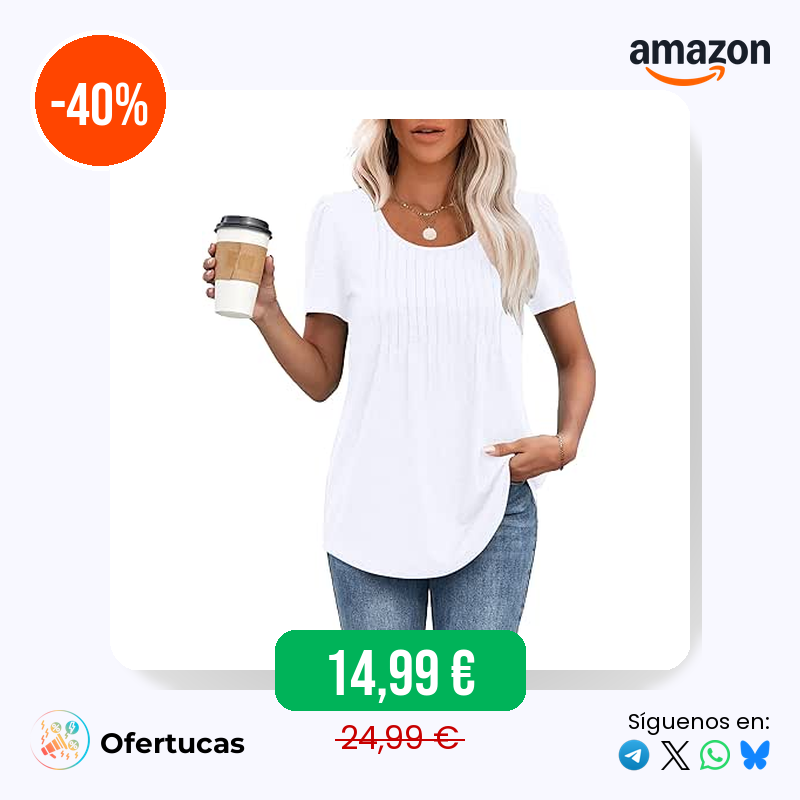 -40%
amazon
14,99 €
24,99 €
Ofertucas
Síguenos en: